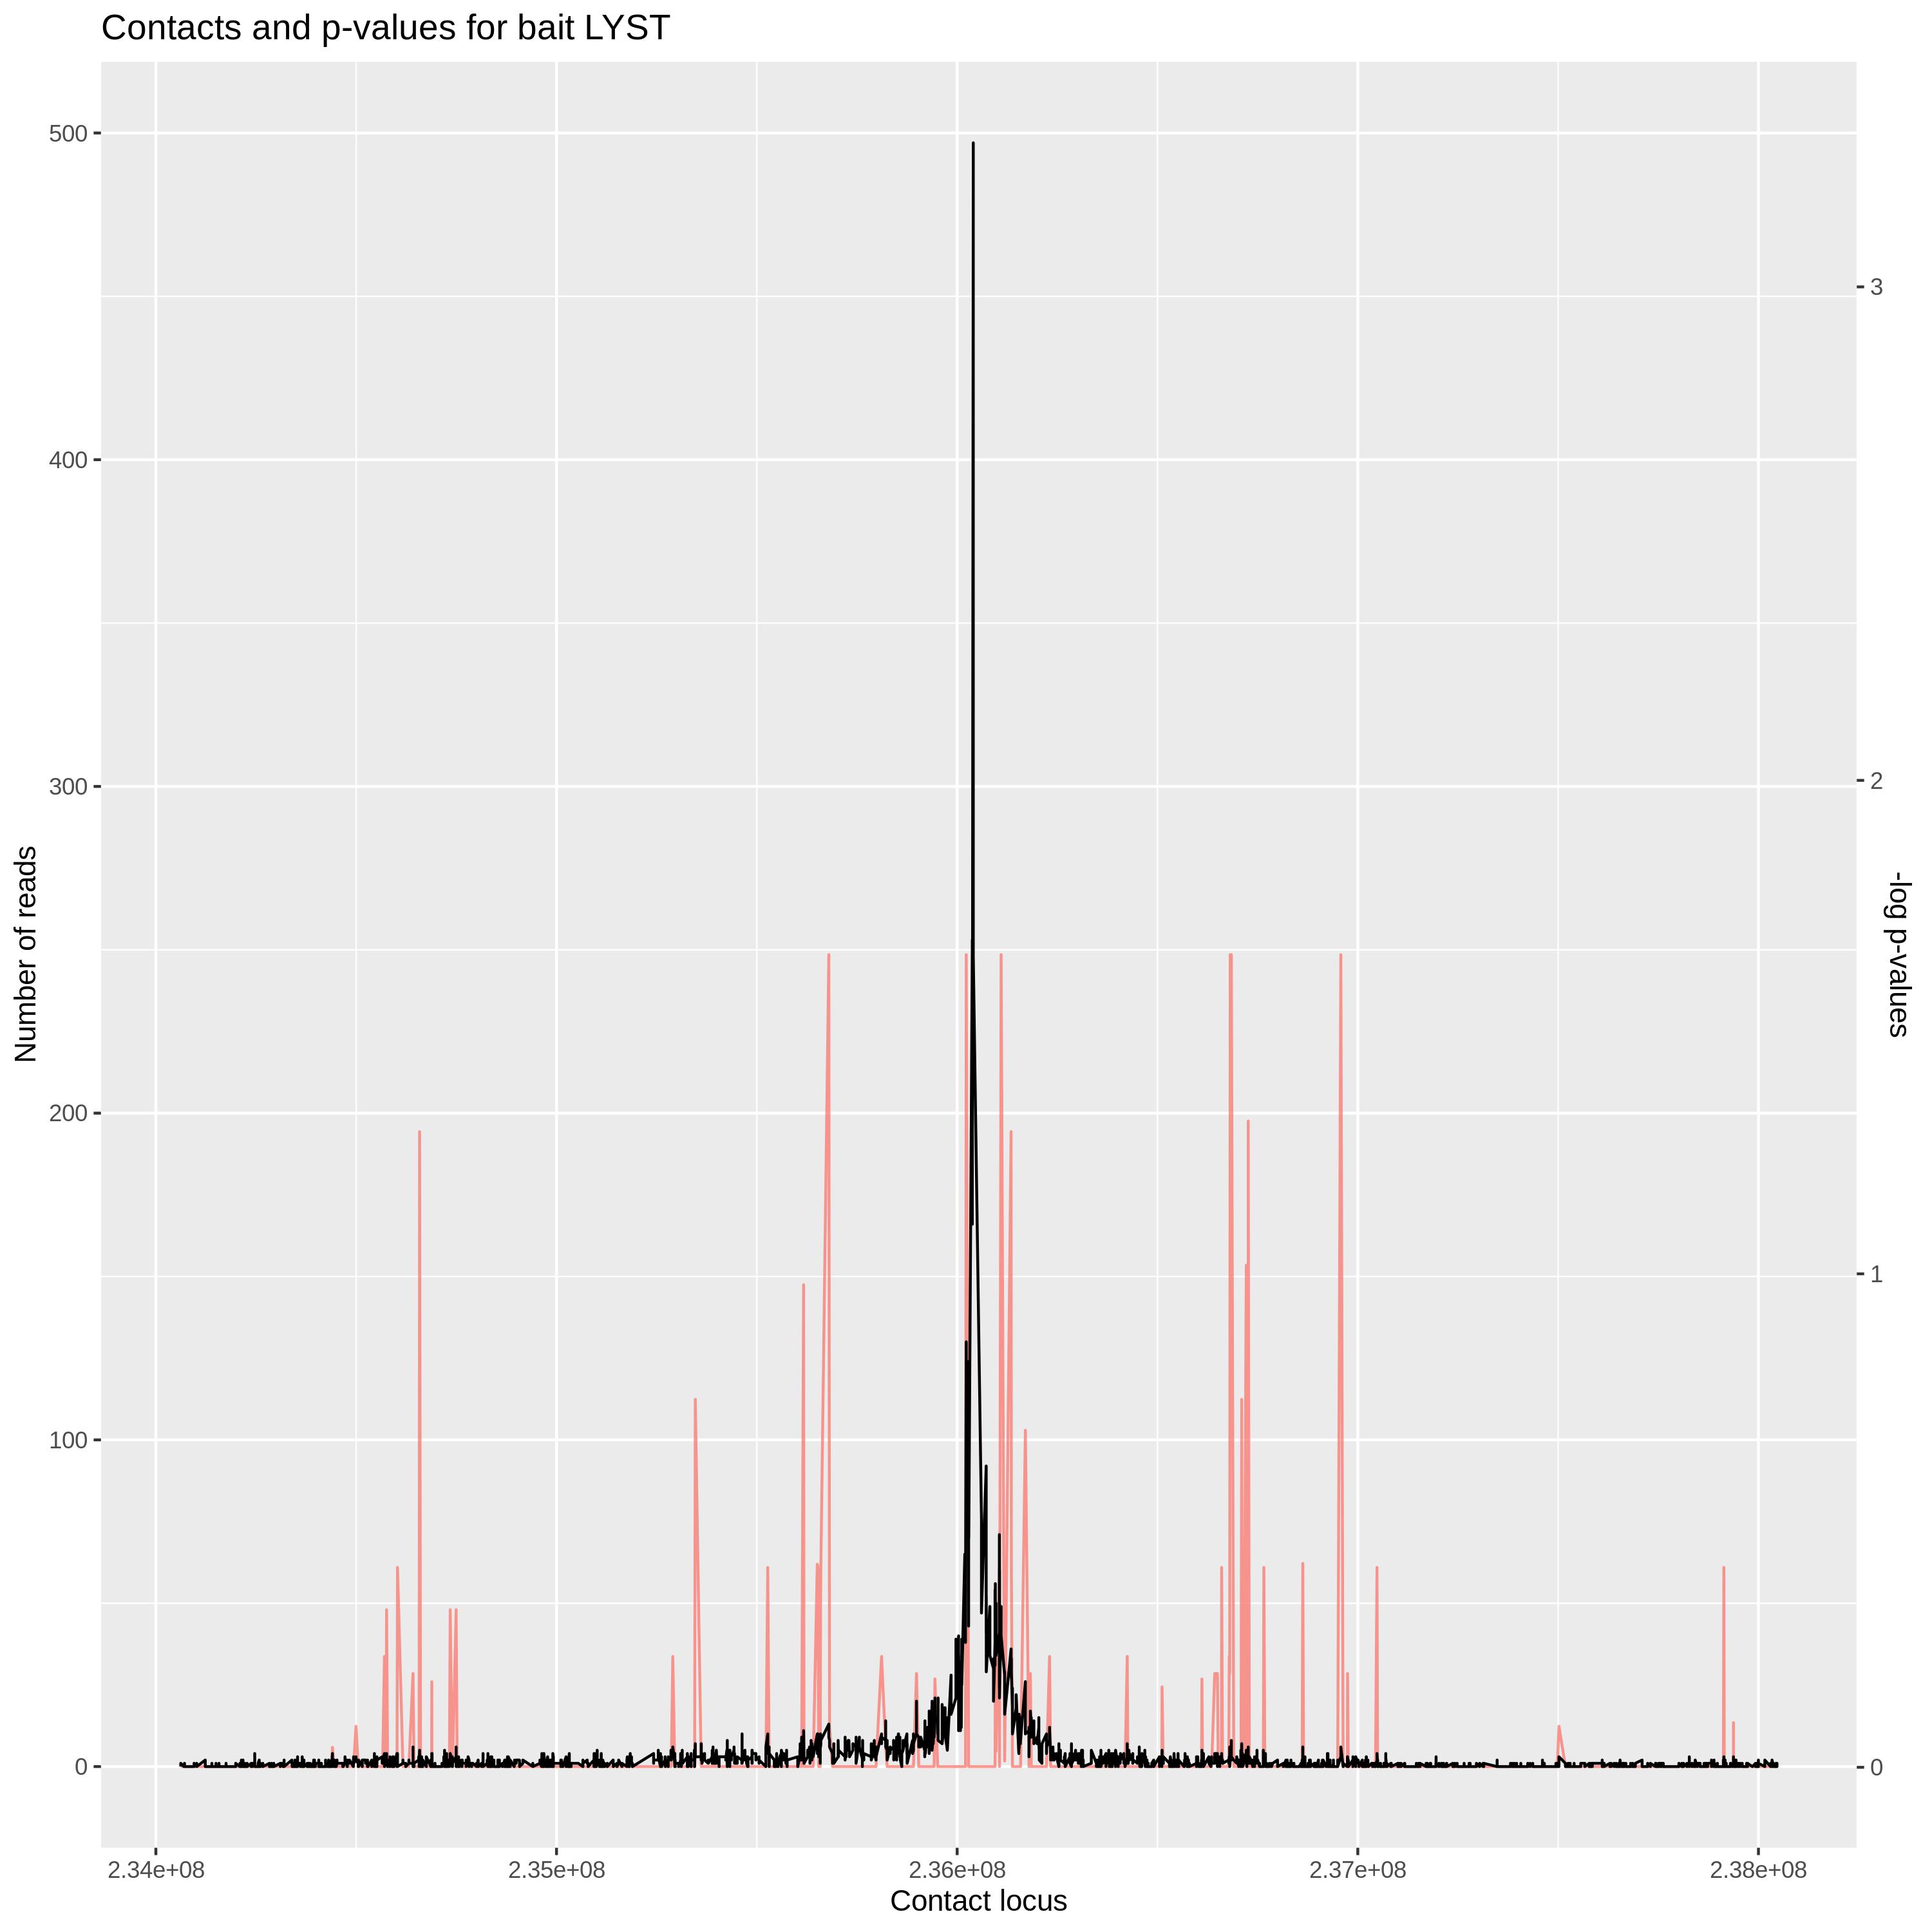 Contacts and p-values for bait LYST
500
400
300
200
100
0
Number of reads
3
2
1
0
-log p-values
2.34e+08
2.35e+08
2.36e+08
2.37e+08
2.38e+08
Contact locus